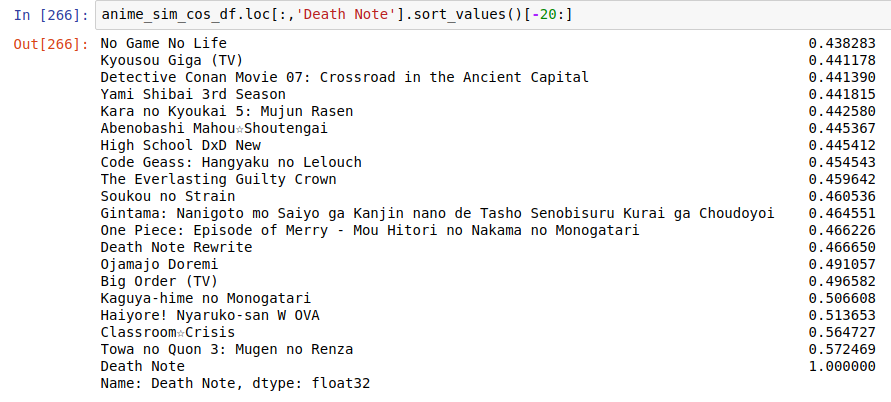 In [266]: anime_sim_cos_df.loc[:,'Death Note'].sort_values()[-20:]
Out[266]: No Game No Life 0.438283
Kyousou Giga (TV) 0.441178
Detective Conan Movie 07: Crossroad in the Ancient Capital 0.441390
Yami Shibai 3rd Season 0.441815
Kara no Kyoukai 5: Mujun Rasen 0.442580
Abenobashi Mahou☆Shoutengai 0.445367
High School DxD New 0.445412
Code Geass: Hangyaku no Lelouch 0.454543
The Everlasting Guilty Crown 0.459642
Soukou no Strain 0.460536
Gintama: Nanigoto mo Saiyo ga Kanjin nano de Tasho Senobisuru Kurai ga Choudoyoi 0.464551
One Piece: Episode of Merry - Mou Hitori no Nakama no Monogatari 0.466226
Death Note Rewrite 0.466650
Ojamajo Doremi 0.491057
Big Order (TV) 0.496582
Kaguya-hime no Monogatari 0.506608
Haiyore! Nyaruko-san W OVA 0.513653
Classroom☆Crisis 0.564727
Towa no Quon 3: Mugen no Renza 0.572469
Death Note 1.000000
Name: Death Note, dtype: float32